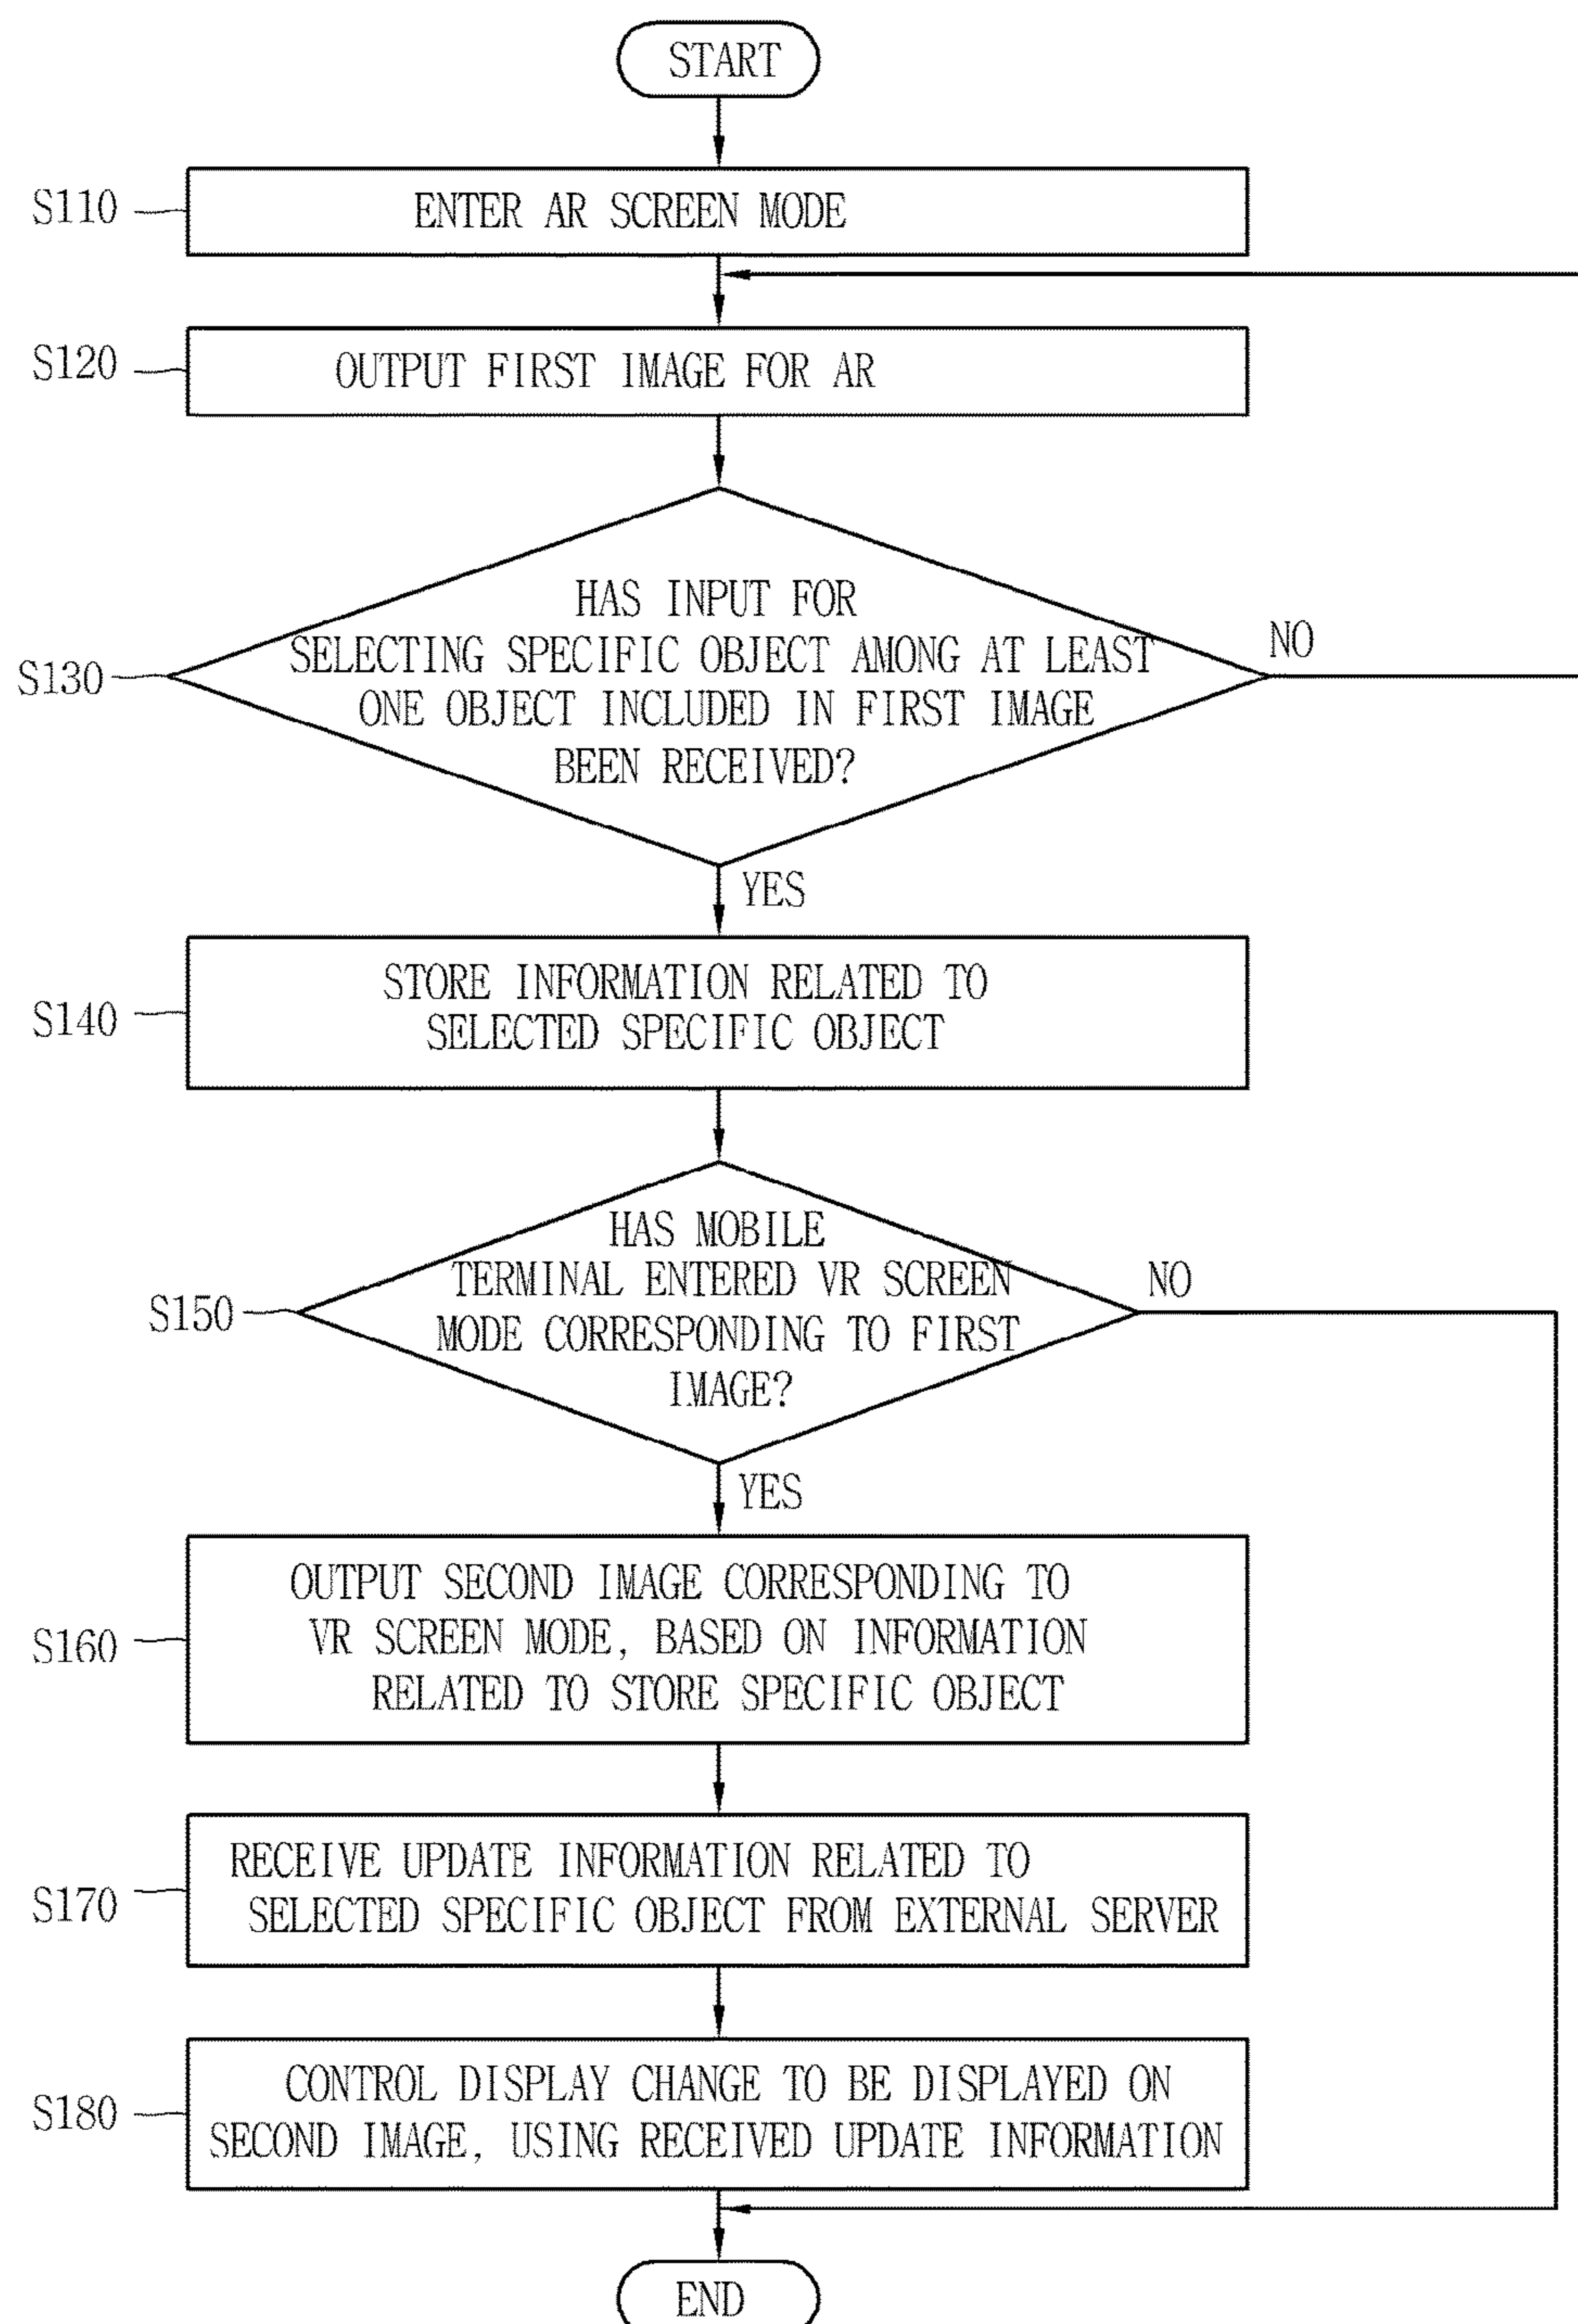 START
S110
ENTER AR SCREEN MODE
S120
OUTPUT FIRST IMAGE FOR AR
S130
HAS INPUT FOR
SELECTING SPECIFIC OBJECT AMONG AT LEAST
ONE OBJECT INCLUDED IN FIRST IMAGE
BEEN RECEIVED?
NO
YES
S140
STORE INFORMATION RELATED TO
SELECTED SPECIFIC OBJECT
S150
HAS MOBILE
TERMINAL ENTERED VR SCREEN
MODE CORRESPONDING TO FIRST
IMAGE?
NO
YES
S160
OUTPUT SECOND IMAGE CORRESPONDING TO
VR SCREEN MODE, BASED ON INFORMATION
RELATED TO STORE SPECIFIC OBJECT
S170
RECEIVE UPDATE INFORMATION RELATED TO
SELECTED SPECIFIC OBJECT FROM EXTERNAL SERVER
S180
CONTROL DISPLAY CHANGE TO BE DISPLAYED ON
SECOND IMAGE, USING RECEIVED UPDATE INFORMATION
END